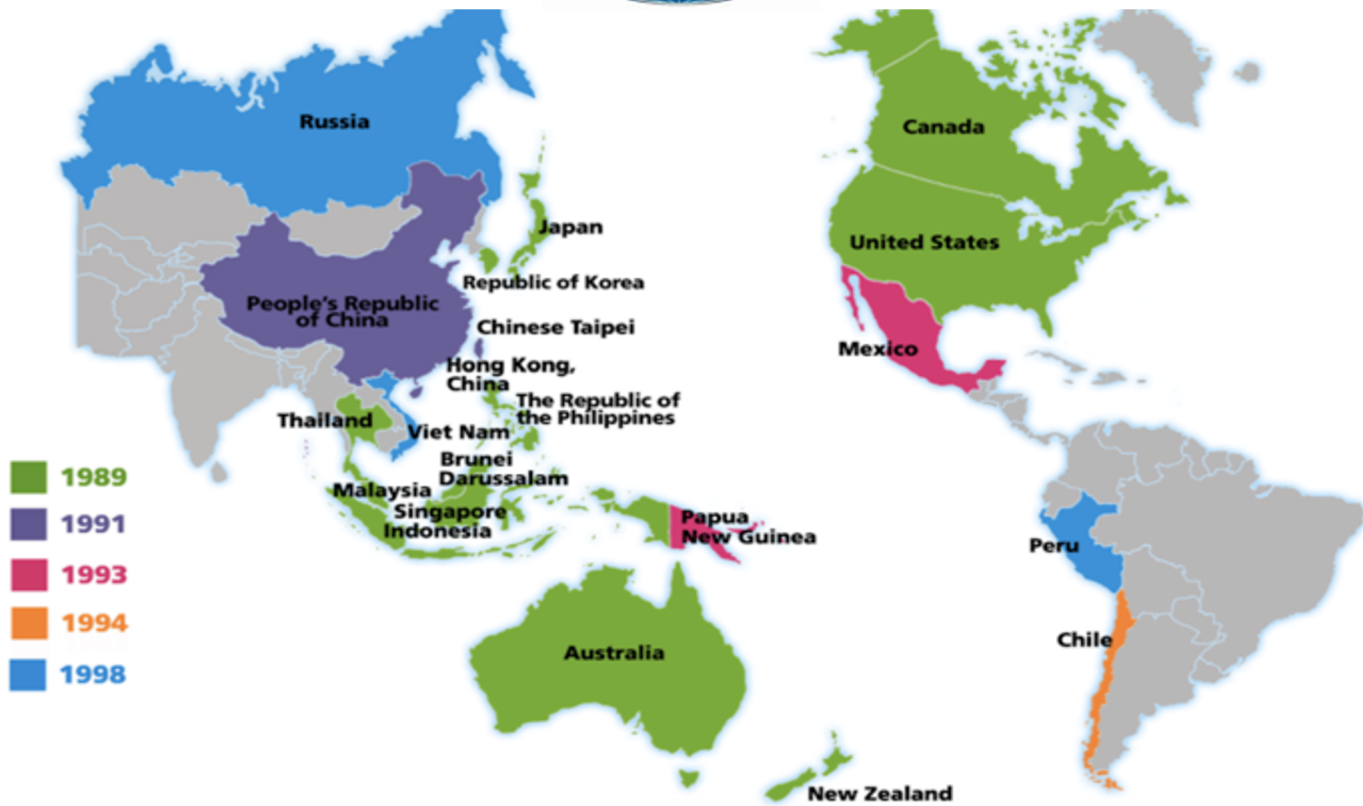 Russia
Canada
Japan
United States
Republic of Korea
People's Republic
of China
Chinese Taipei
Mexico
Hong Kong,
China
The Republic of
the Philippines
Thailand
Viet Nam
Brunei
Darussalam
Malaysia
Singapore
Indonesia
Papua
New Guinea
Peru
Chile
Australia
New Zealand
1989
1991
1993
1994
1998